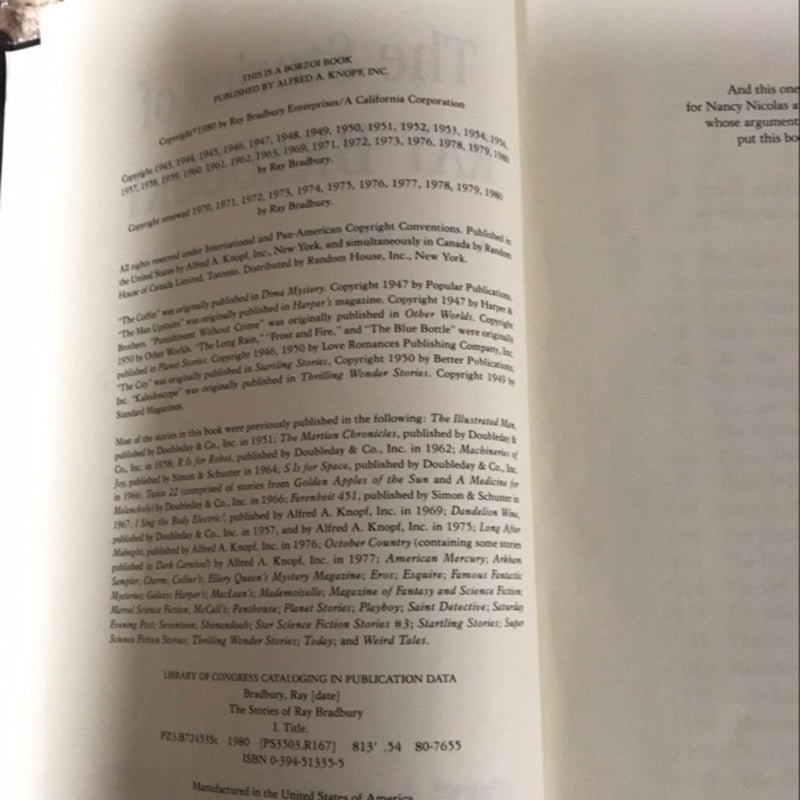 THIS IS A BORZOI BOOK
PUBLISHED BY ALFRED A. KNOPF, INC.
Copyright © 1980 by Ray Bradbury Enterprises/A California Corporation
Copyright 1943, 1944, 1945, 1946, 1947, 1948, 1949, 1950, 1951, 1952, 1953, 1954, 1956,
1957, 1958, 1959, 1960, 1961, 1962, 1963, 1969, 1971, 1972, 1973, 1976, 1978, 1979, 1980
by Ray Bradbury.
Copyright renewed 1970, 1971, 1972, 1973, 1974, 1975, 1976, 1977, 1978, 1979, 1980
by Ray Bradbury.
All rights reserved under International and Pan-American Copyright Conventions. Published in
the United States by Alfred A. Knopf, Inc., New York, and simultaneously in Canada by Random
House of Canada Limited, Toronto. Distributed by Random House, Inc., New York.
"The Coffin" was originally published in Dime Mystery. Copyright 1947 by Popular Publications.
"The Man Upstairs" was originally published in Harper's magazine. Copyright 1947 by Harper &
Brothers. "Punishment Without Crime" was originally published in Other Worlds. Copyright
1950 by Other Worlds. "The Long Rain," "Frost and Fire," and "The Blue Bottle" were originally
published in Planet Stories. Copyright 1946, 1950 by Love Romances Publishing Company, Inc.
"The City" was originally published in Startling Stories, Copyright 1950 by Better Publications,
Inc. "Kaleidoscope" was originally published in Thrilling Wonder Stories. Copyright 1949 by
Standard Magazines.
Most of the stories in this book were previously published in the following: The Illustrated Man,
published by Doubleday & Co., Inc. in 1951; The Martian Chronicles, published by Doubleday &
Co., Inc. in 1958; R Is for Robot, published by Doubleday & Co., Inc. in 1962; Machineries of
Joy, published by Simon & Schuster in 1964; S Is for Space, published by Doubleday & Co., Inc.
in 1966; Twice 22 (comprised of stories from Golden Apples of the Sun and A Medicine for
Melancholy) by Doubleday & Co., Inc. in 1966; Farenheit 451, published by Simon & Schuster in
1967; I Sing the Body Electric!, published by Alfred A. Knopf, Inc. in 1969; Dandelion Wine,
published by Doubleday & Co., Inc. in 1957, and by Alfred A. Knopf, Inc. in 1975; Long After
Midnight, published by Alfred A. Knopf, Inc. in 1976; October Country (containing some stories
published in Dark Carnival) by Alfred A. Knopf, Inc. in 1977; American Mercury; Arkham
Sampler; Charm; Collier's; Ellery Queen's Mystery Magazine; Eros; Esquire; Famous Fantastic
Mysteries; Galaxy; Harper's; MacLean's; Mademoiselle; Magazine of Fantasy and Science Fiction;
Marvel Science Fiction; McCall's; Penthouse; Planet Stories; Playboy; Saint Detective; Saturday
Evening Post; Seventeen; Shenandoah; Star Science Fiction Stories #3; Startling Stories; Super
Science Fiction Stories; Thrilling Wonder Stories; Today; and Weird Tales.
LIBRARY OF CONGRESS CATALOGING IN PUBLICATION DATA
Bradbury, Ray [date]
The Stories of Ray Bradbury
I. Title.
PZ3.B72453St 1980 [PS3503.R167] 813' .54 80-7655
ISBN 0-394-51335-5
Manufactured in the United States of America
And this one
for Nancy Nicolas a
whose argument
put this bo